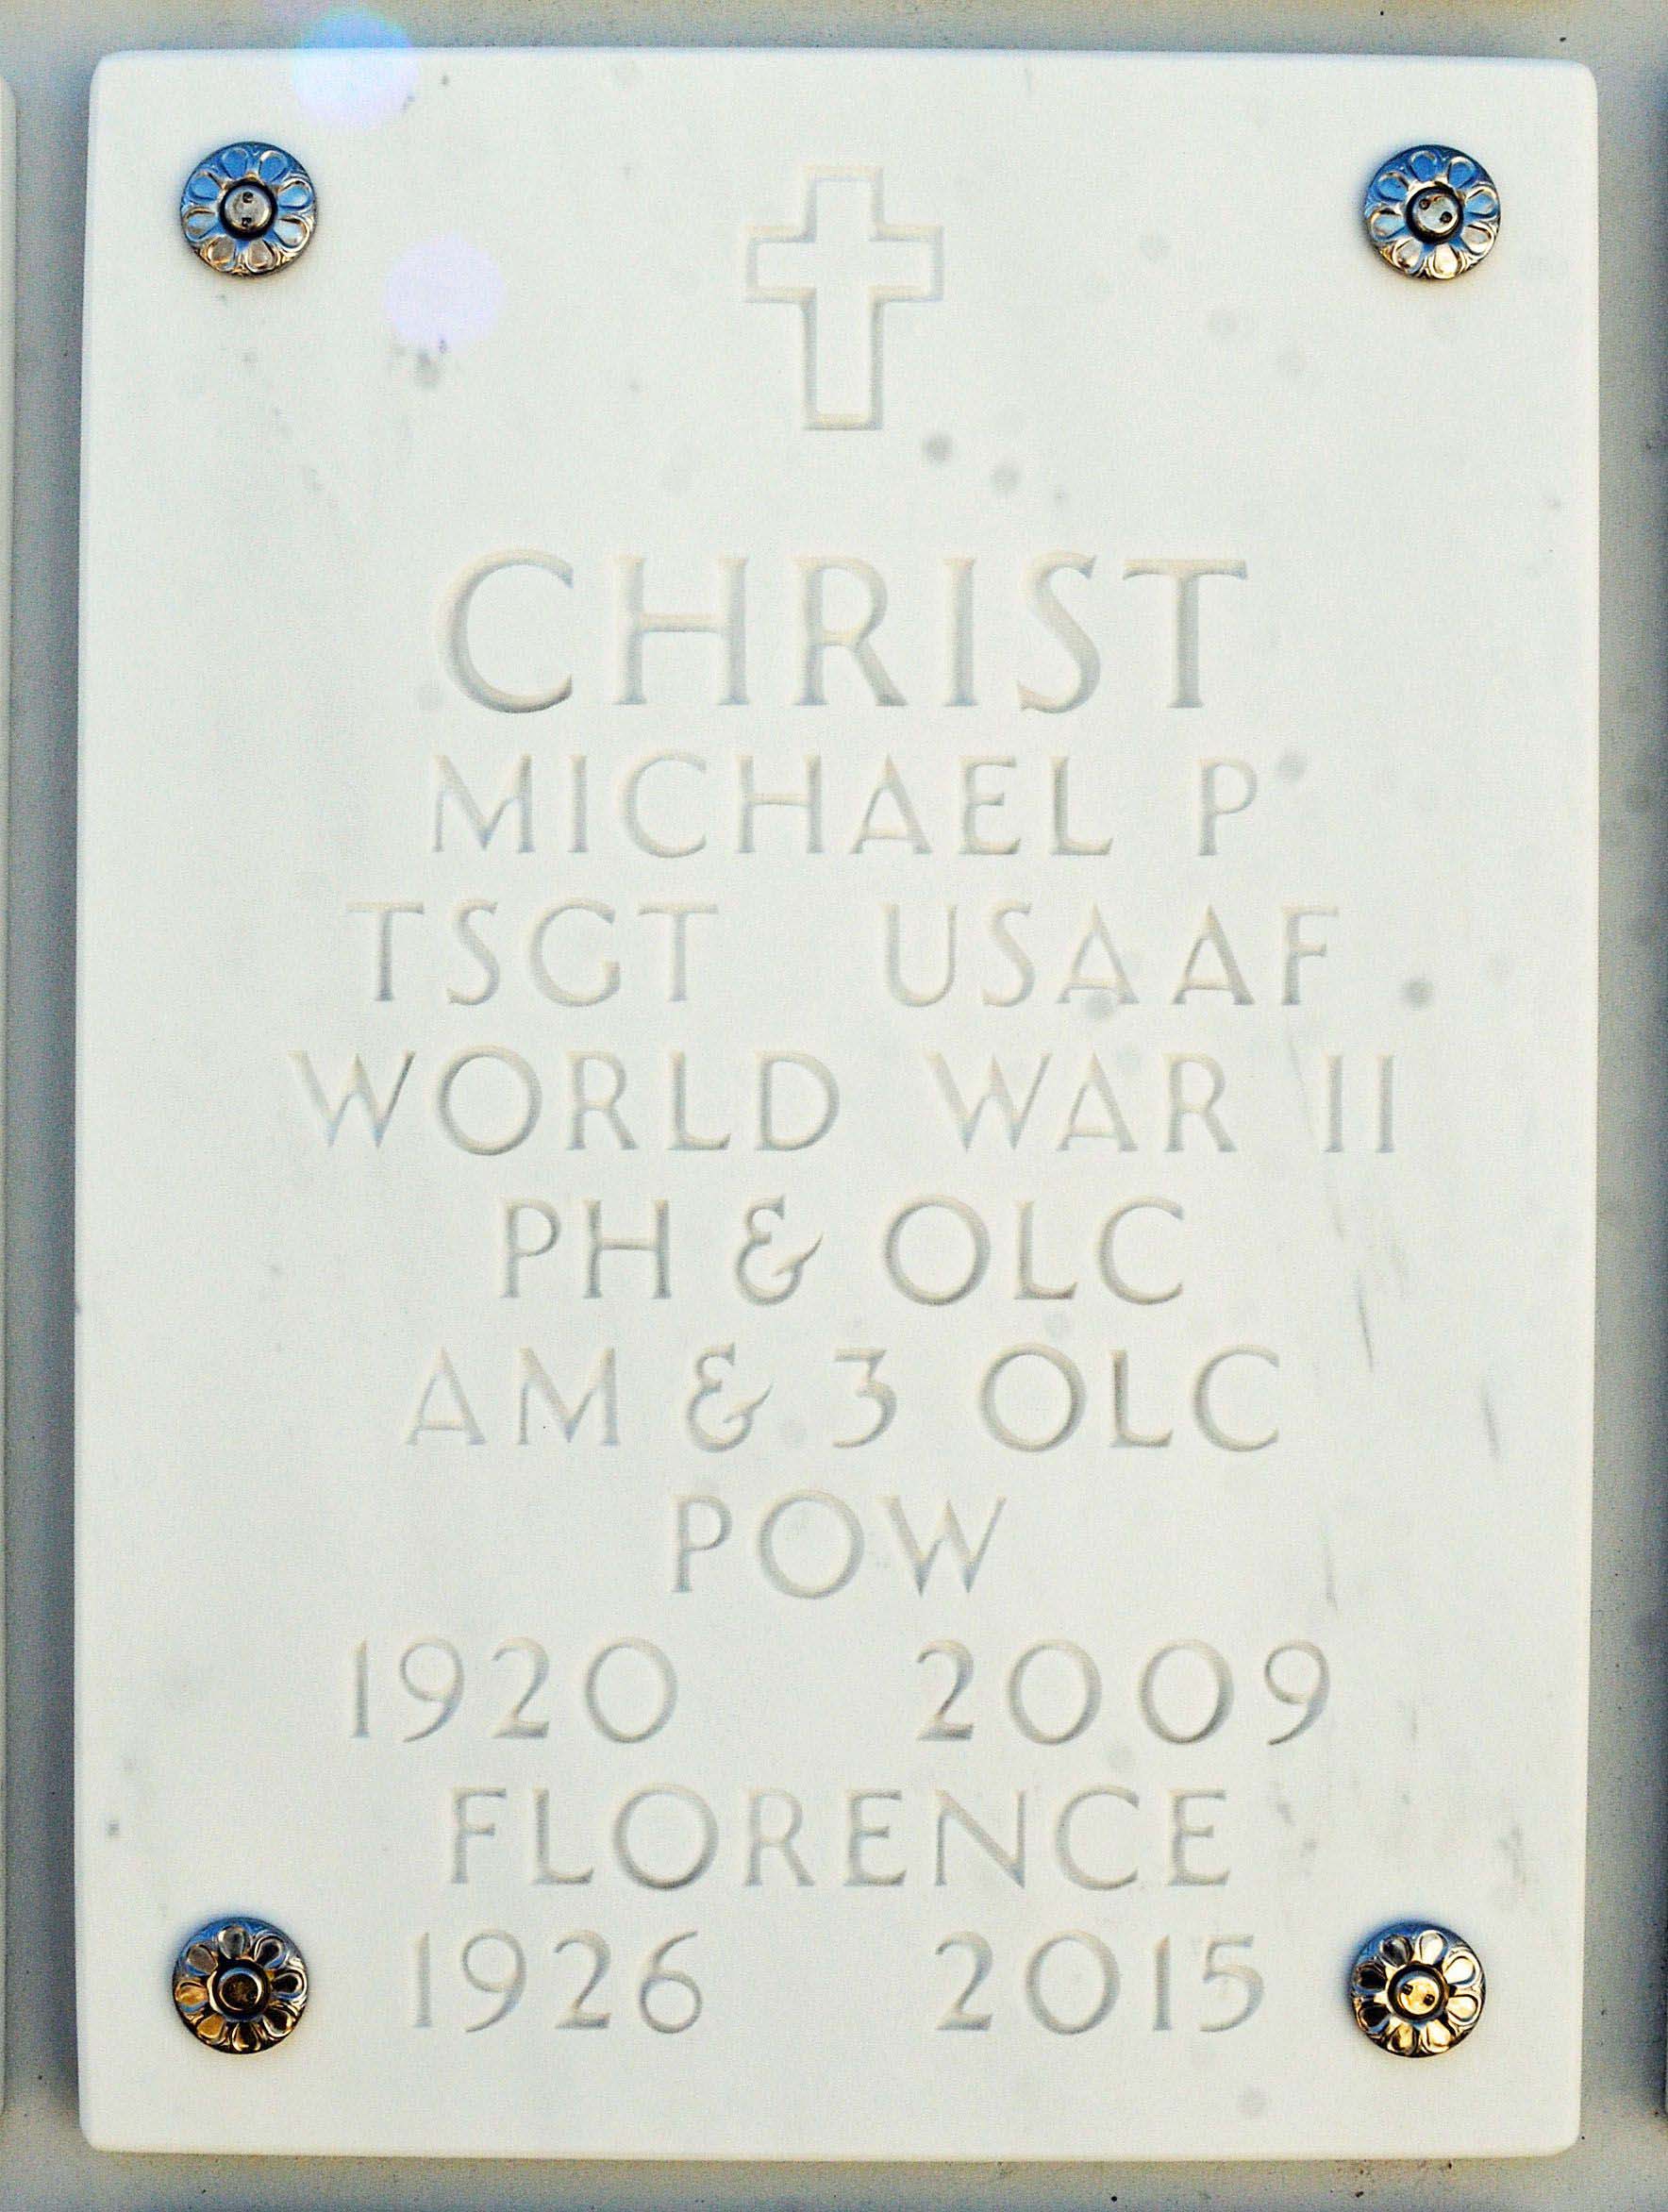 CHRIST
MICHAEL P
TSGT USAAF
WORLD WAR II
PH & OLC
AM & 3 OLC
POW
1920 2009
FLORENCE
1926 2015